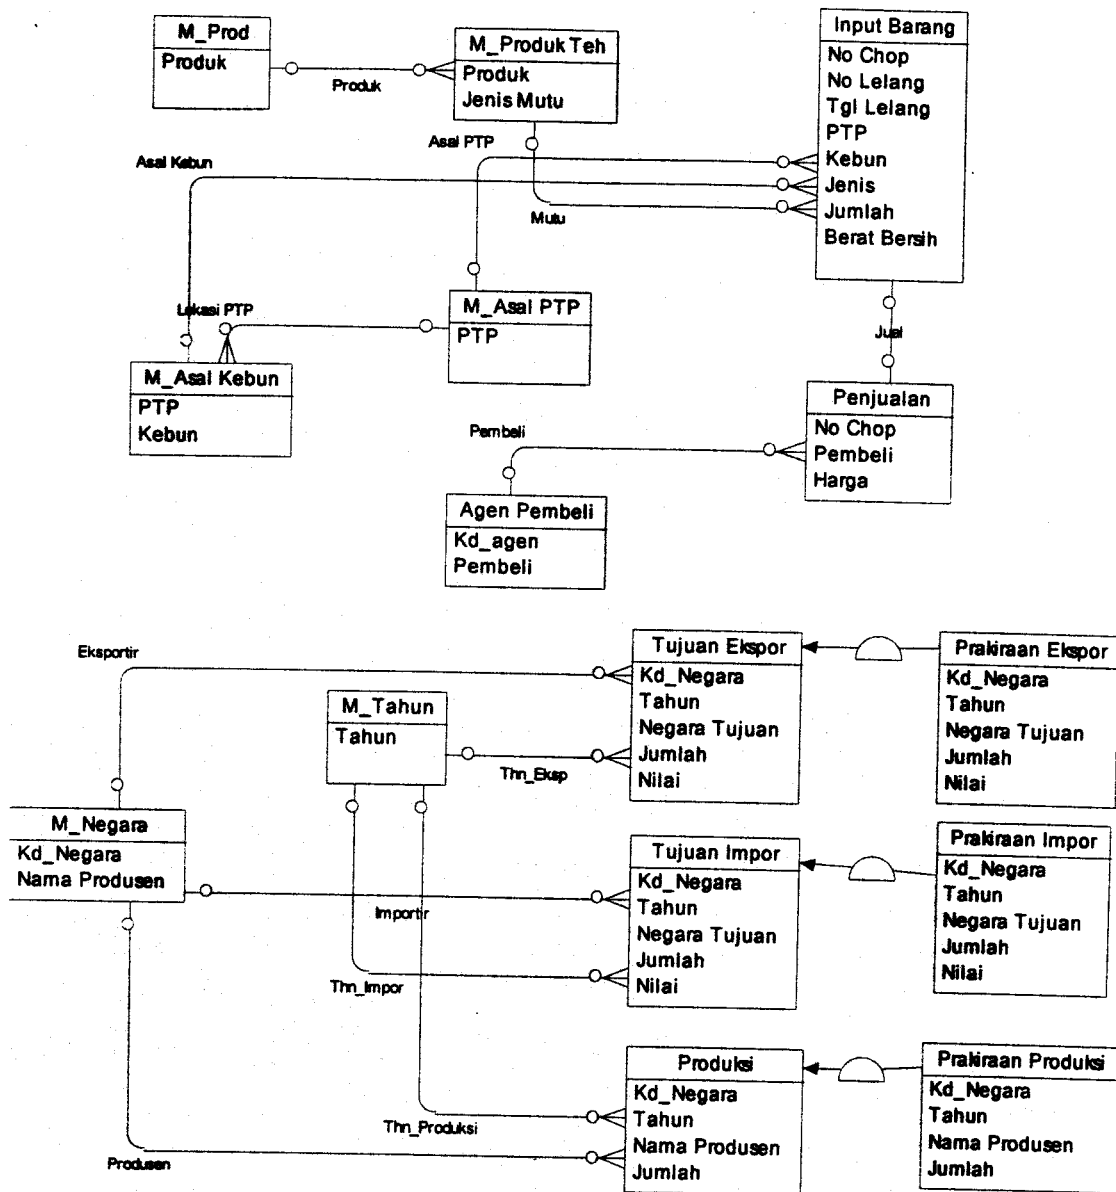 M_Prod
Produk
Produk
M_Produk Teh
Produk
Jenis Mutu
Input Barang
No Chop
No Lelang
Tgl Lelang
PTP
Kebun
Jenis
Jumlah
Berat Bersih
Asal PTP
Asal Kebun
Mutu
Lokasi PTP
M_Asal PTP
PTP
M_Asal Kebun
PTP
Kebun
Jual
Penjualan
No Chop
Pembeli
Harga
Pembeli
Agen Pembeli
Kd_agen
Pembeli
Eksportir
Tujuan Ekspor
Kd_Negara
Tahun
Negara Tujuan
Jumlah
Nilai
Prakiraan Ekspor
Kd_Negara
Tahun
Negara Tujuan
Jumlah
Nilai
M_Tahun
Tahun
Thn_Eksp
M_Negara
Kd_Negara
Nama Produsen
Importir
Tujuan Impor
Kd_Negara
Tahun
Negara Tujuan
Jumlah
Nilai
Prakiraan Impor
Kd_Negara
Tahun
Negara Tujuan
Jumlah
Nilai
Thn_Impor
Produksi
Kd_Negara
Tahun
Nama Produsen
Jumlah
Prakiraan Produksi
Kd_Negara
Tahun
Nama Produsen
Jumlah
Thn_Produksi
Produsen